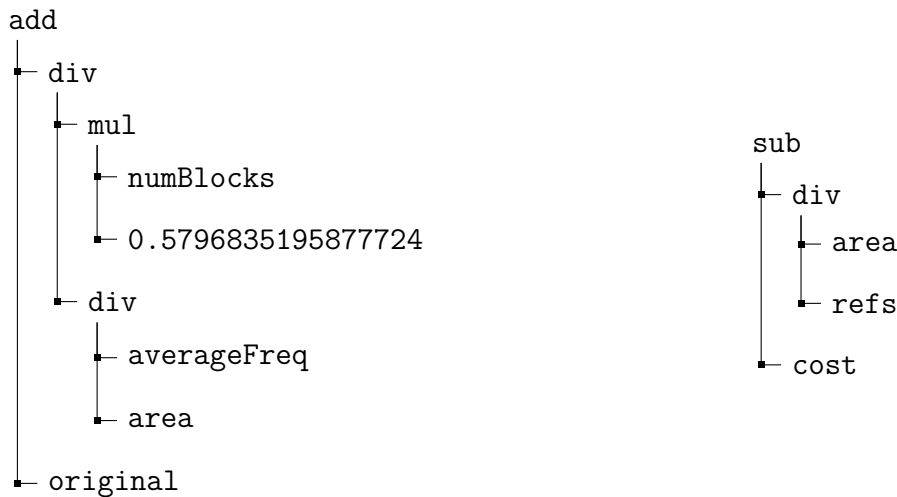 add
div
mul
numBlocks
0.5796835195877724
div
averageFreq
area
original
sub
div
area
refs
cost